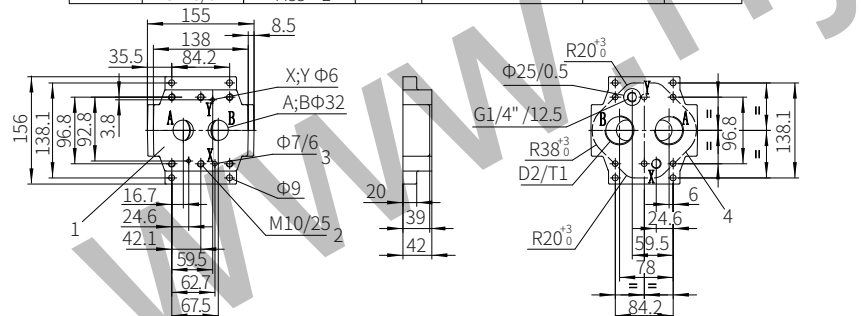 155
8.5
138
35.5
84.2
X;Y Φ6
A;BΦ32
156
138.1
96.8
92.8
3.8
A
Y
B
X
Φ7/6
3
Φ9
M10/25
2
1
16.7
24.6
42.1
59.5
62.7
67.5
20
39
42
R20 +3 0
Φ25/0.5
G1/4"/12.5
R38 +3 0
D2/T1
R20 +3 0
Y
B
A
X
=
=
=
=
96.8
138.1
6
4
24.6
59.5
78
= =
84.2